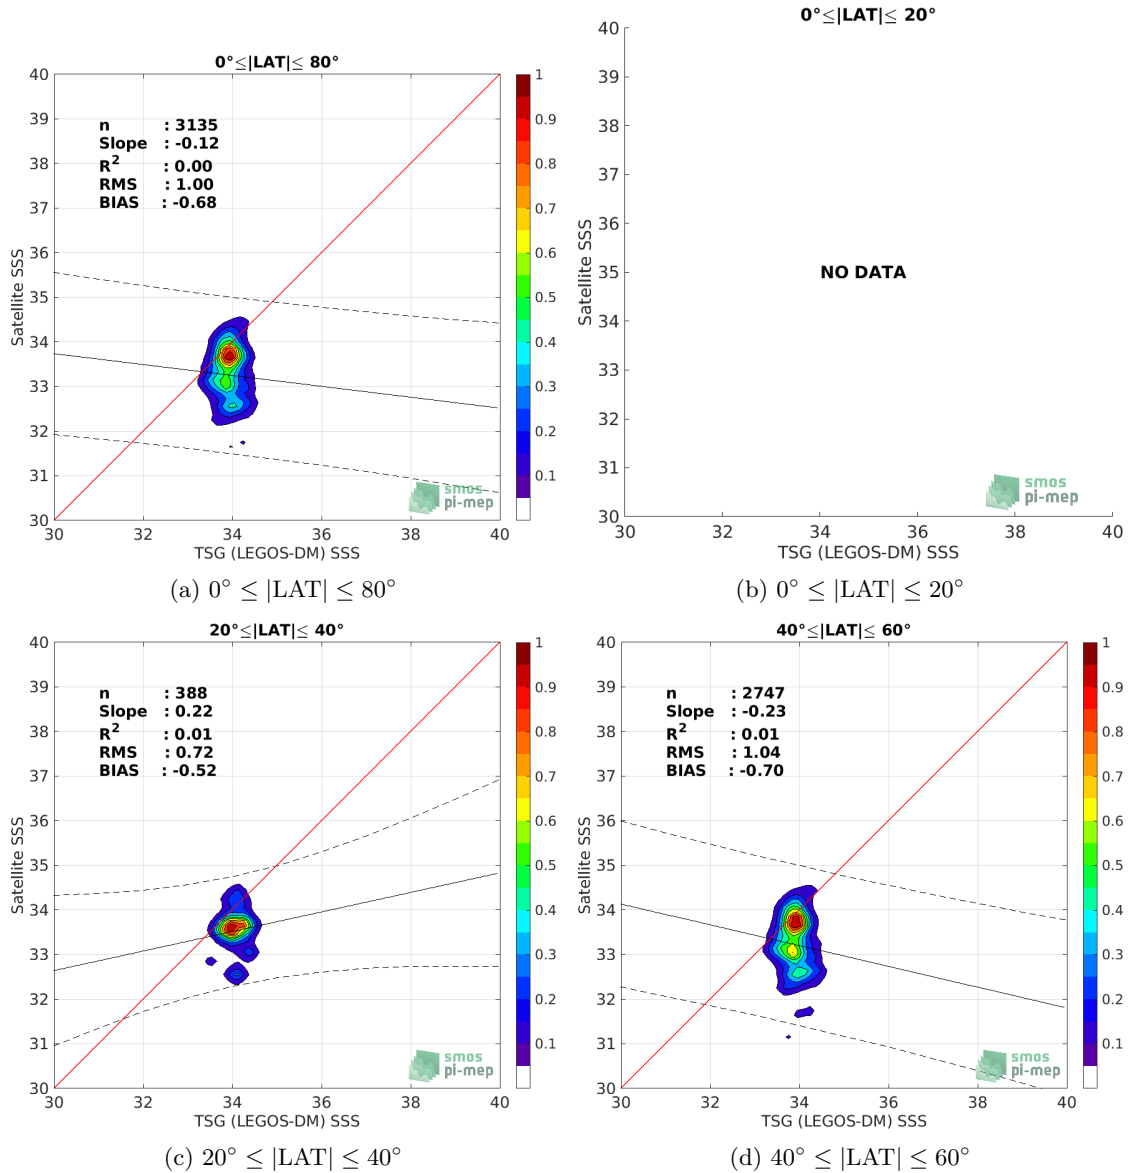 0°≤|LAT|≤ 80°
n : 3135
Slope : -0.12
R² : 0.00
RMS : 1.00
BIAS : -0.68
40
39
38
37
36
35
34
33
32
31
30
30 32 34 36 38 40
Satellite SSS
TSG (LEGOS-DM) SSS
1
0.9
0.8
0.7
0.6
0.5
0.4
0.3
0.2
0.1
smos
pi-mep
(a) 0° ≤ |LAT| ≤ 80°
0°≤|LAT|≤ 20°
40
39
38
37
36
35
34
33
32
31
30
30 32 34 36 38 40
Satellite SSS
NO DATA
TSG (LEGOS-DM) SSS
smos
pi-mep
(b) 0° ≤ |LAT| ≤ 20°
20°≤|LAT|≤ 40°
n : 388
Slope : 0.22
R² : 0.01
RMS : 0.72
BIAS : -0.52
40
39
38
37
36
35
34
33
32
31
30
30 32 34 36 38 40
Satellite SSS
TSG (LEGOS-DM) SSS
1
0.9
0.8
0.7
0.6
0.5
0.4
0.3
0.2
0.1
smos
pi-mep
(c) 20° ≤ |LAT| ≤ 40°
40°≤|LAT|≤ 60°
n : 2747
Slope : -0.23
R² : 0.01
RMS : 1.04
BIAS : -0.70
40
39
38
37
36
35
34
33
32
31
30
30 32 34 36 38 40
Satellite SSS
TSG (LEGOS-DM) SSS
1
0.9
0.8
0.7
0.6
0.5
0.4
0.3
0.2
0.1
smos
pi-mep
(d) 40° ≤ |LAT| ≤ 60°